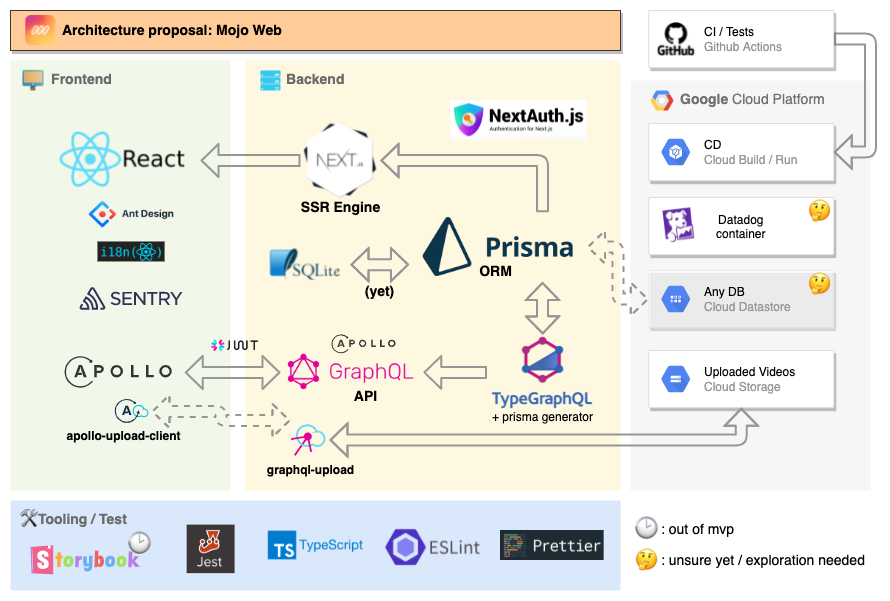 Architecture proposal: Mojo Web
Frontend
React
Ant Design
i18n(
)
SENTRY
APOLLO
A
apollo-upload-client
JWT
Backend
NextAuth.js
Authentication for Next.js
NEXT.js
SSR Engine
SQLite
(yet)
Prisma
ORM
APOLLO
GraphQL
API
TypeGraphQL
+ prisma generator
graphql-upload
GitHub
CI / Tests
Github Actions
Google Cloud Platform
CD
Cloud Build / Run
Datadog
container
Any DB
Cloud Datastore
Uploaded Videos
Cloud Storage
Tooling / Test
Storybook
Jest
TS TypeScript
ESLint
Prettier
: out of mvp
: unsure yet / exploration needed